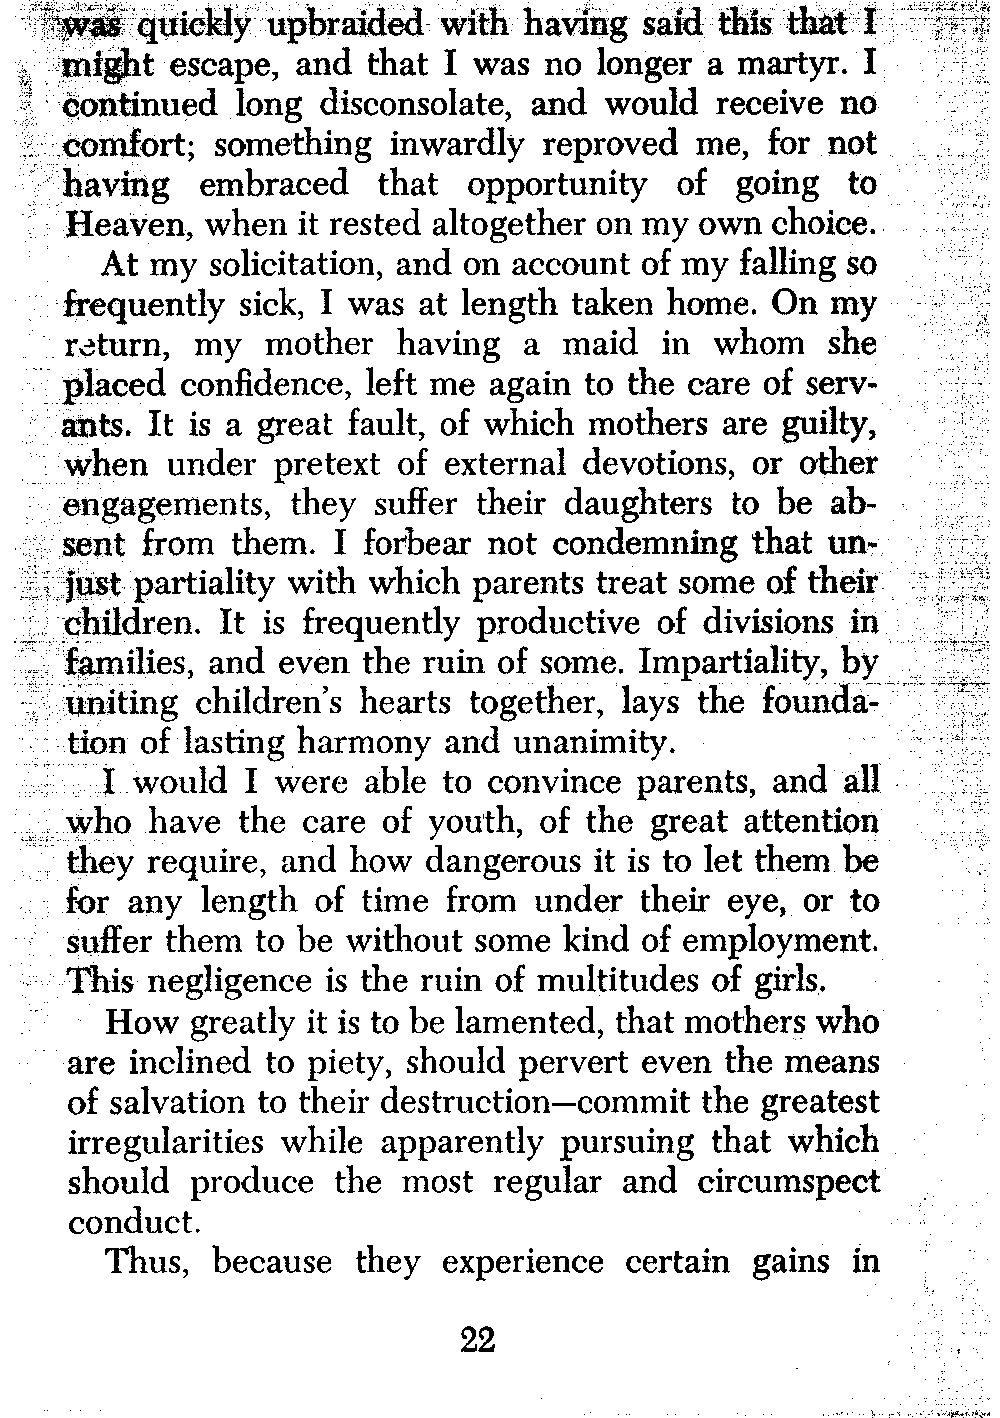 was quickly upbraided with having said this that I
might escape, and that I was no longer a martyr. I
continued long disconsolate, and would receive no
comfort; something inwardly reproved me, for not
having embraced that opportunity of going to
Heaven, when it rested altogether on my own choice.
At my solicitation, and on account of my falling so
frequently sick, I was at length taken home. On my
return, my mother having a maid in whom she
placed confidence, left me again to the care of serv-
ants. It is a great fault, of which mothers are guilty,
when under pretext of external devotions, or other
engagements, they suffer their daughters to be ab-
sent from them. I forbear not condemning that un-
just partiality with which parents treat some of their
children. It is frequently productive of divisions in
families, and even the ruin of some. Impartiality, by
uniting children's hearts together, lays the founda-
tion of lasting harmony and unanimity.
I would I were able to convince parents, and all
who have the care of youth, of the great attention
they require, and how dangerous it is to let them be
for any length of time from under their eye, or to
suffer them to be without some kind of employment.
This negligence is the ruin of multitudes of girls.
How greatly it is to be lamented, that mothers who
are inclined to piety, should pervert even the means
of salvation to their destruction—commit the greatest
irregularities while apparently pursuing that which
should produce the most regular and circumspect
conduct.
Thus, because they experience certain gains in
22